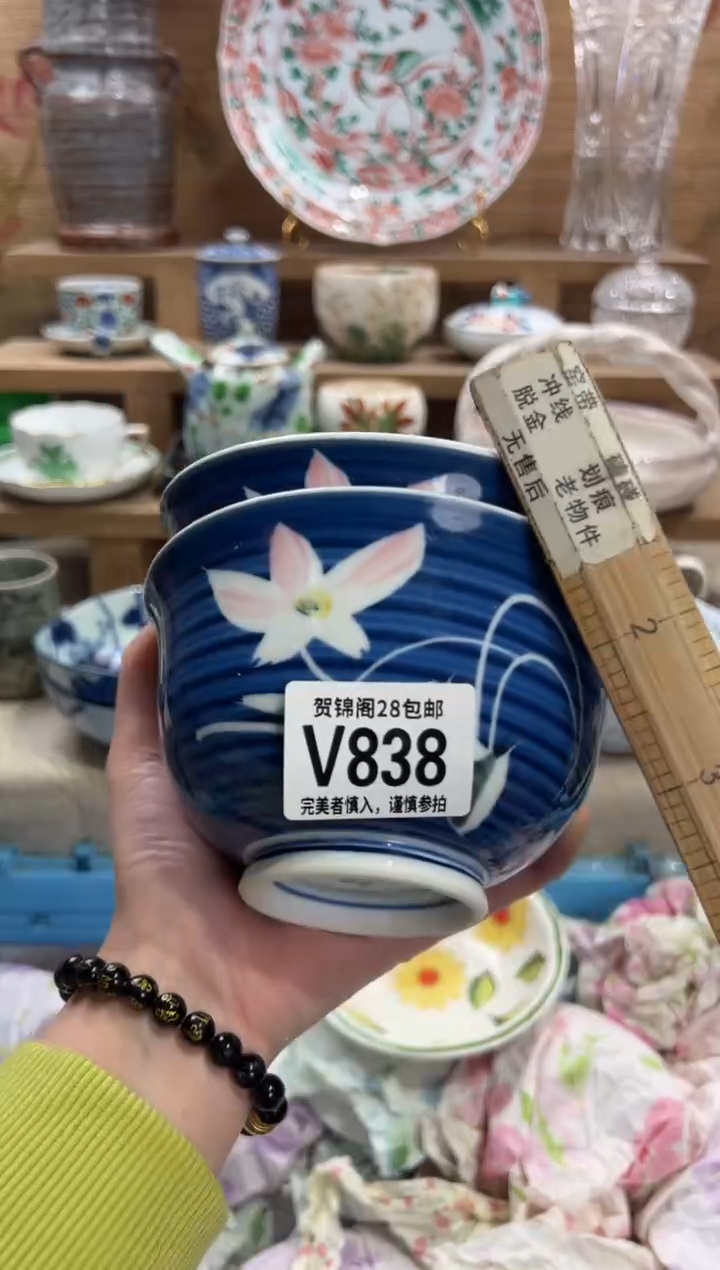 贺锦阁28包邮
V838
完美者慎入，谨慎参拍
窑带
冲线
脱金
无售后
划痕
老物件
2
3